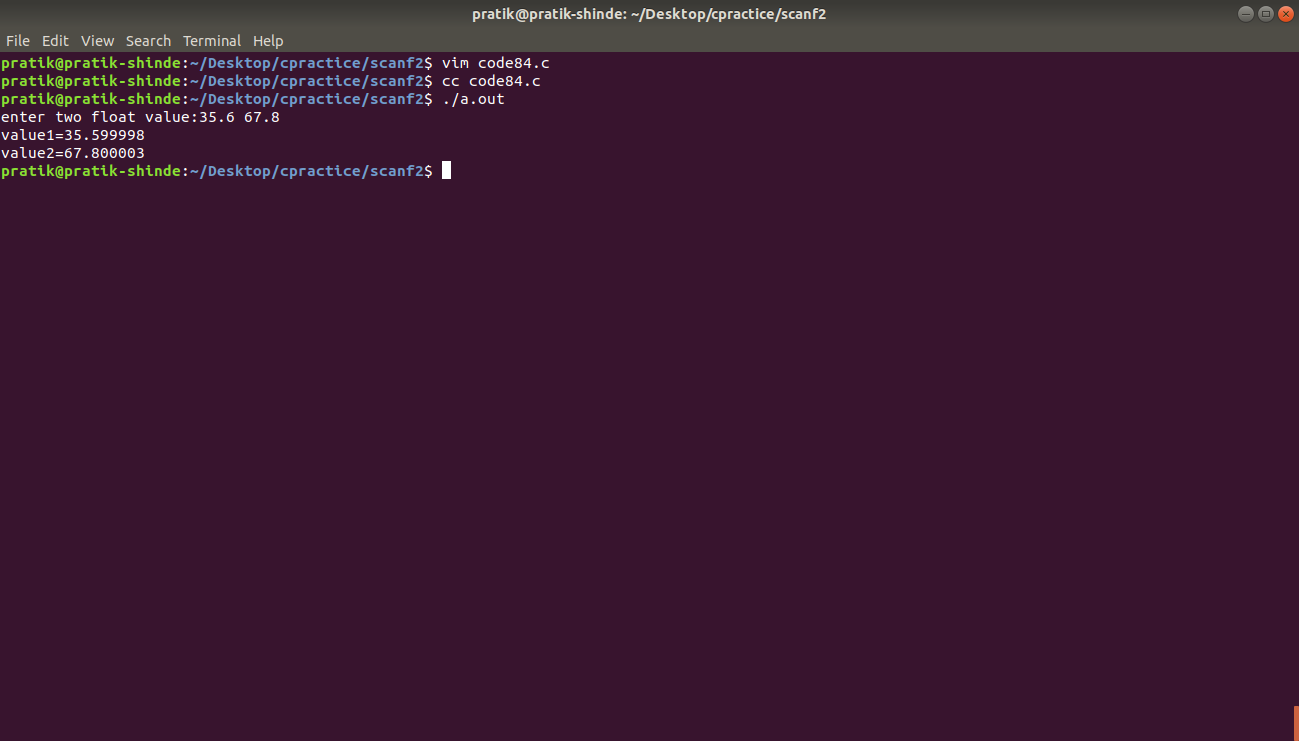 pratik@pratik-shinde: ~/Desktop/cpractice/scanf2
File Edit View Search Terminal Help
pratik@pratik-shinde:~/Desktop/cpractice/scanf2$ vim code84.c
pratik@pratik-shinde:~/Desktop/cpractice/scanf2$ cc code84.c
pratik@pratik-shinde:~/Desktop/cpractice/scanf2$ ./a.out
enter two float value:35.6 67.8
value1=35.599998
value2=67.800003
pratik@pratik-shinde:~/Desktop/cpractice/scanf2$